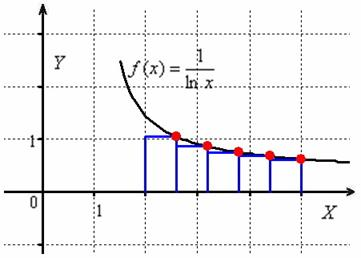 Y
f(x) = 1/ln x
1
0
1
X